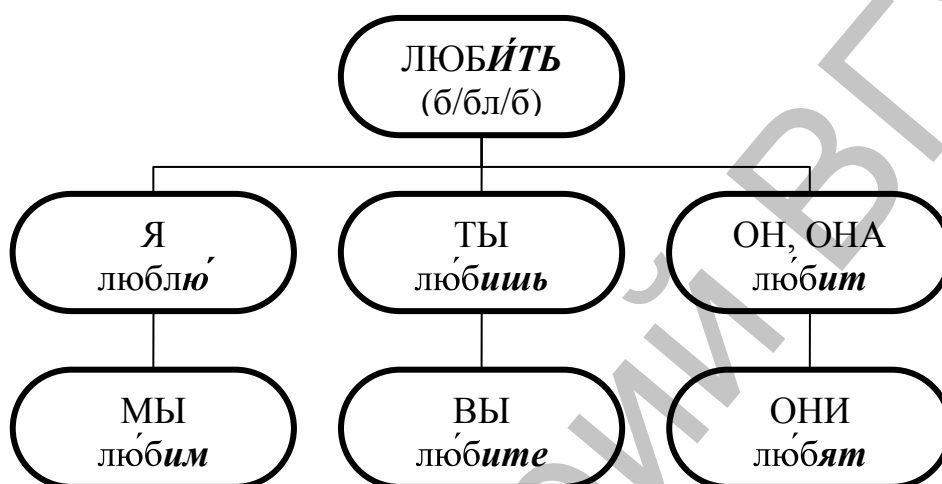 ЛЮБИ́ТЬ
(б/бл/б)
Я
люблю́
ТЫ
лю́бишь
ОН, ОНА
лю́бит
МЫ
лю́бим
ВЫ
лю́бите
ОНИ
лю́бят